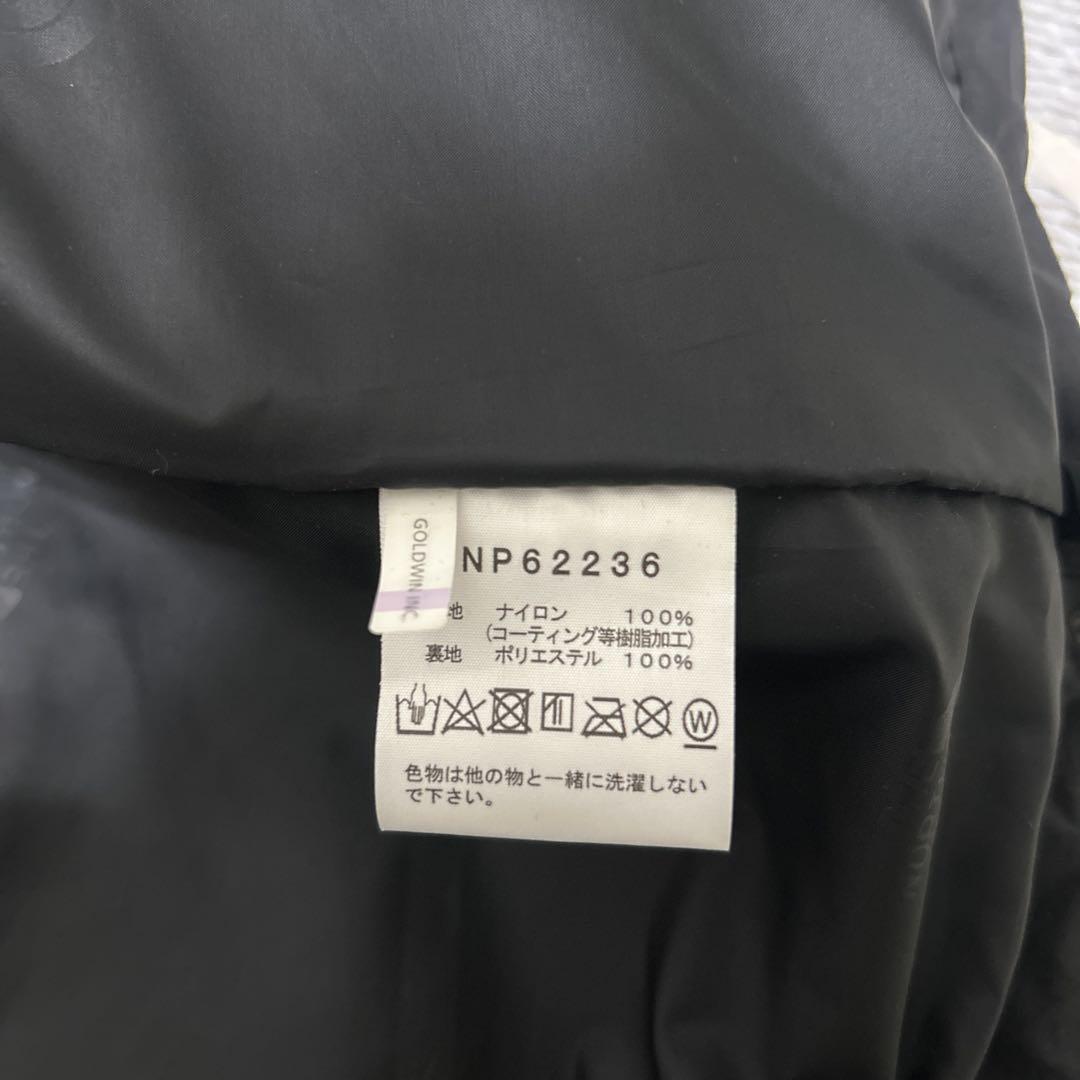 GOLDWIN INC
NP62236
地 ナイロン 100%
(コーティング等樹脂加工)
裏地 ポリエステル 100%
W
色物は他の物と一緒に洗濯しない
で下さい。